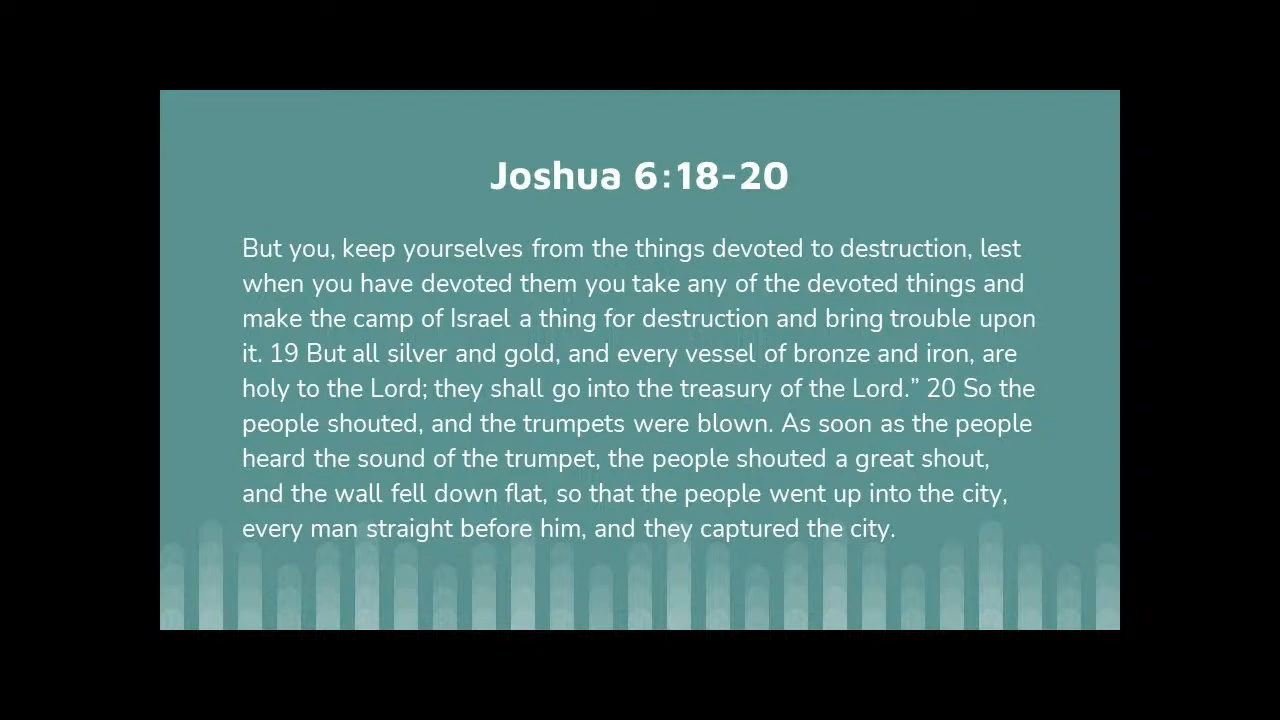 Joshua 6:18-20
But you, keep yourselves from the things devoted to destruction, lest
when you have devoted them you take any of the devoted things and
make the camp of Israel a thing for destruction and bring trouble upon
it. 19 But all silver and gold, and every vessel of bronze and iron, are
holy to the Lord; they shall go into the treasury of the Lord.” 20 So the
people shouted, and the trumpets were blown. As soon as the people
heard the sound of the trumpet, the people shouted a great shout,
and the wall fell down flat, so that the people went up into the city,
every man straight before him, and they captured the city.